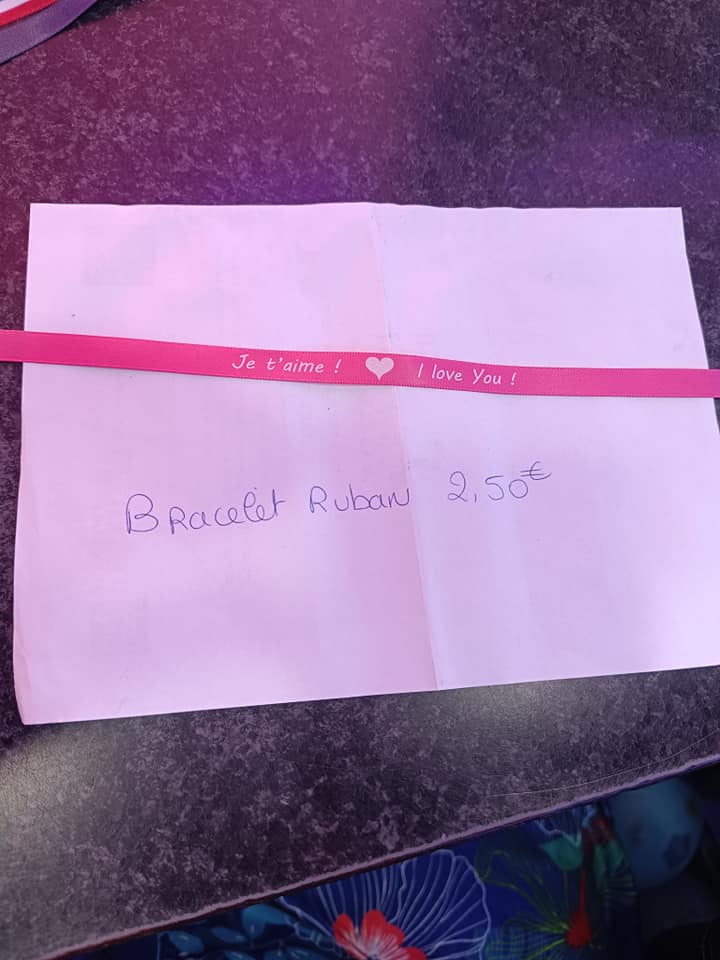 Je t'aime ! ♥ I love You !
Bracelet Ruban 2,50€